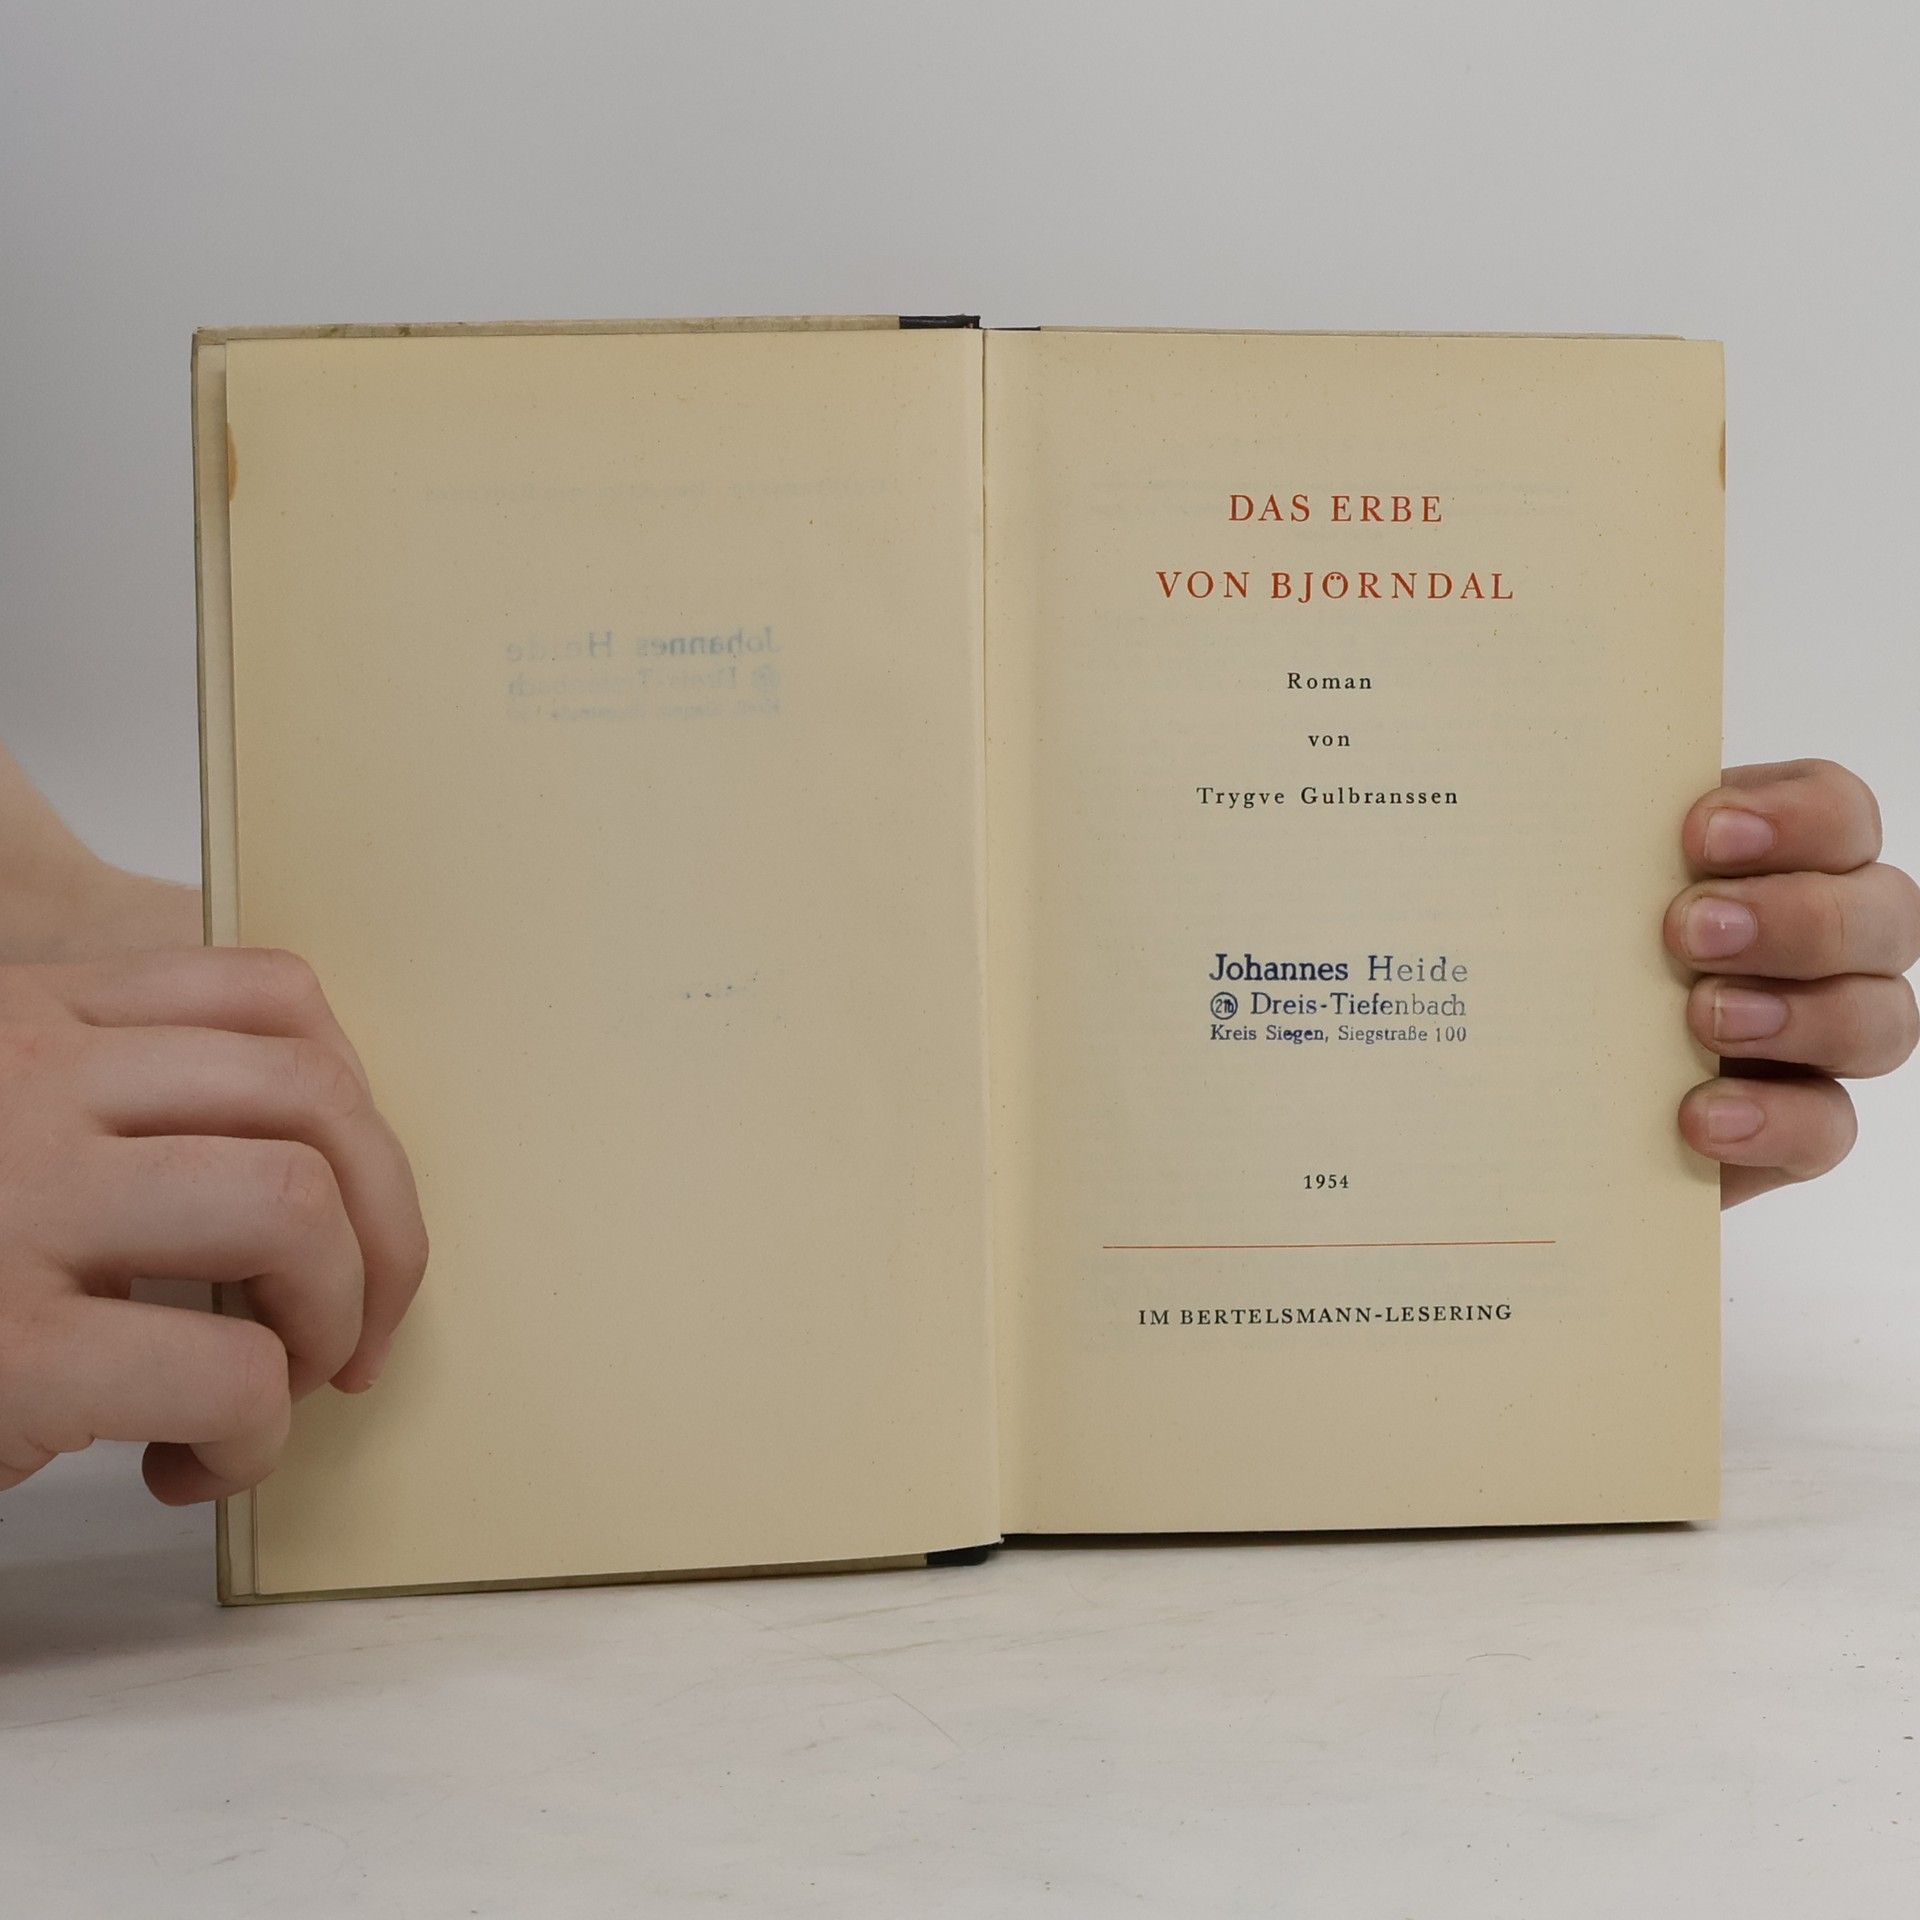 DAS ERBE
VON BJÖRNDAL
Roman
von
Trygve Gulbranssen
Johannes Heide
21b Dreis-Tiefenbach
Kreis Siegen, Siegstraße 100
1954
IM BERTELSMANN-LESERING